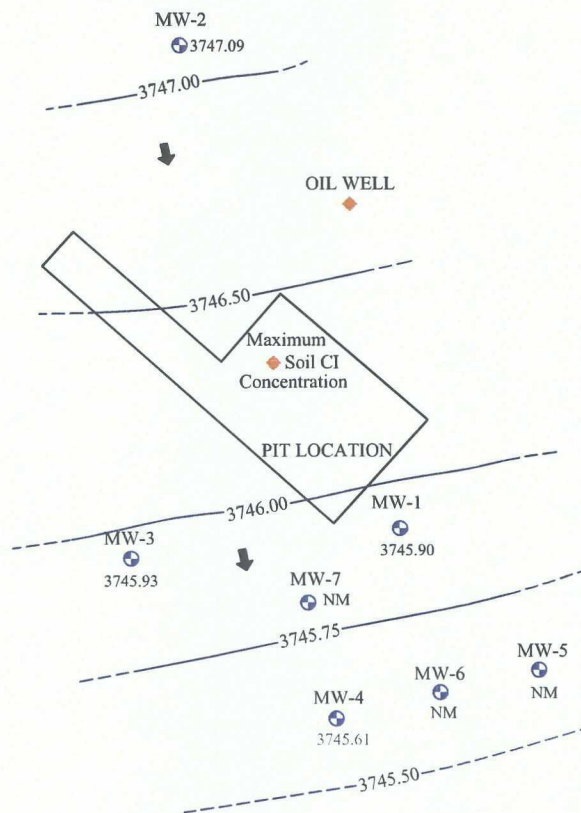 MW-2
3747.09
3747.00
OIL WELL
3746.50
Maximum
Soil Cl
Concentration
PIT LOCATION
3746.00
MW-1
3745.90
MW-3
3745.93
MW-7
NM
3745.75
MW-5
NM
MW-6
NM
MW-4
3745.61
3745.50